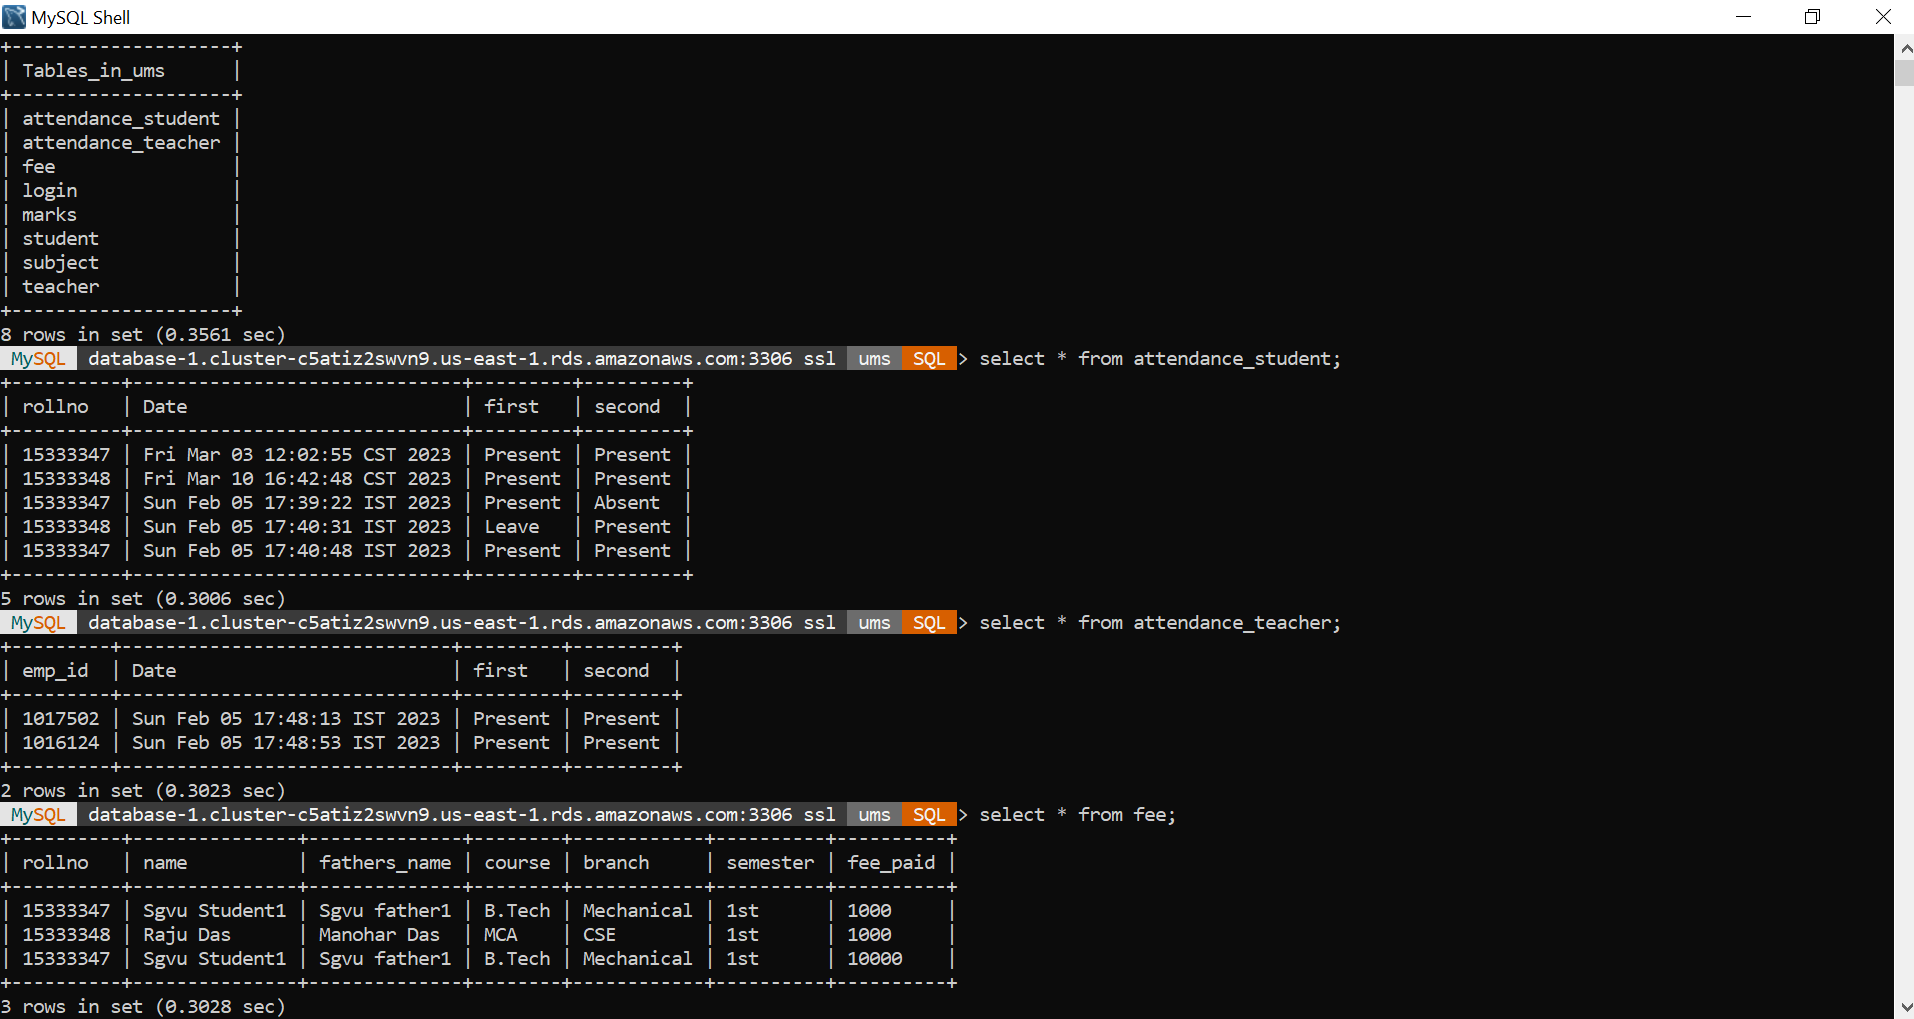 MySQL Shell
+--------------------+
| Tables_in_ums      |
+--------------------+
| attendance_student |
| attendance_teacher |
| fee                |
| login              |
| marks              |
| student            |
| subject            |
| teacher            |
+--------------------+
8 rows in set (0.3561 sec)
MySQL database-1.cluster-c5atiz2swvn9.us-east-1.rds.amazonaws.com:3306 ssl ums SQL > select * from attendance_student;
+----------+------------------------------+---------+---------+
| rollno   | Date                         | first   | second  |
+----------+------------------------------+---------+---------+
| 15333347 | Fri Mar 03 12:02:55 CST 2023 | Present | Present |
| 15333348 | Fri Mar 10 16:42:48 CST 2023 | Present | Present |
| 15333347 | Sun Feb 05 17:39:22 IST 2023 | Present | Absent  |
| 15333348 | Sun Feb 05 17:40:31 IST 2023 | Leave   | Present |
| 15333347 | Sun Feb 05 17:40:48 IST 2023 | Present | Present |
+----------+------------------------------+---------+---------+
5 rows in set (0.3006 sec)
MySQL database-1.cluster-c5atiz2swvn9.us-east-1.rds.amazonaws.com:3306 ssl ums SQL > select * from attendance_teacher;
+---------+------------------------------+---------+---------+
| emp_id  | Date                         | first   | second  |
+---------+------------------------------+---------+---------+
| 1017502 | Sun Feb 05 17:48:13 IST 2023 | Present | Present |
| 1016124 | Sun Feb 05 17:48:53 IST 2023 | Present | Present |
+---------+------------------------------+---------+---------+
2 rows in set (0.3023 sec)
MySQL database-1.cluster-c5atiz2swvn9.us-east-1.rds.amazonaws.com:3306 ssl ums SQL > select * from fee;
+----------+---------------+--------------+--------+------------+----------+----------+
| rollno   | name          | fathers_name | course | branch     | semester | fee_paid |
+----------+---------------+--------------+--------+------------+----------+----------+
| 15333347 | Sgvu Student1 | Sgvu father1 | B.Tech | Mechanical | 1st      | 1000     |
| 15333348 | Raju Das      | Manohar Das  | MCA    | CSE        | 1st      | 1000     |
| 15333347 | Sgvu Student1 | Sgvu father1 | B.Tech | Mechanical | 1st      | 10000    |
+----------+---------------+--------------+--------+------------+----------+----------+
3 rows in set (0.3028 sec)